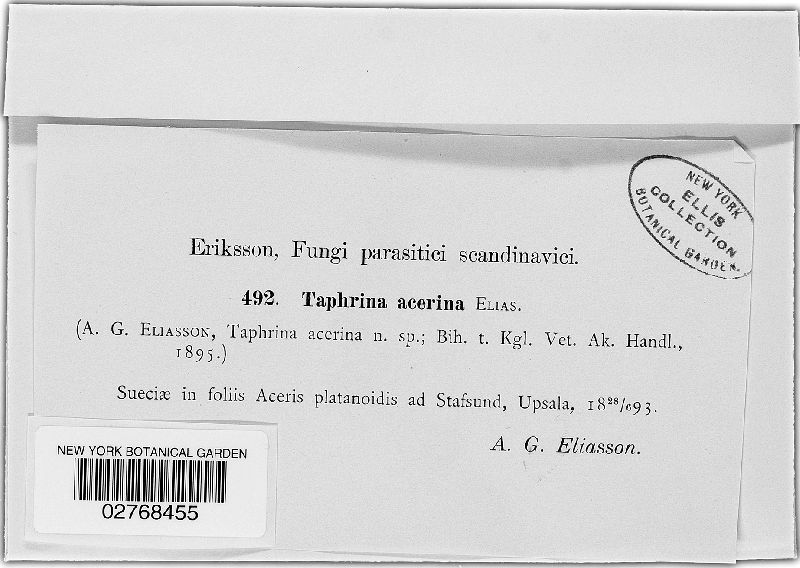 NEW YORK
ELLIS
COLLECTION
BOTANICAL GARDEN.
Eriksson, Fungi parasitici scandinavici.
492. Taphrina acerina ELIAS.
(A. G. ELIASSON, Taphrina acerina n. sp.; Bih. t. Kgl. Vet. Ak. Handl.,
1895.)
Sueciæ in foliis Aceris platanoidis ad Stafsund, Upsala,
A. G. Eliasson.
NEW YORK BOTANICAL GARDEN
02768455